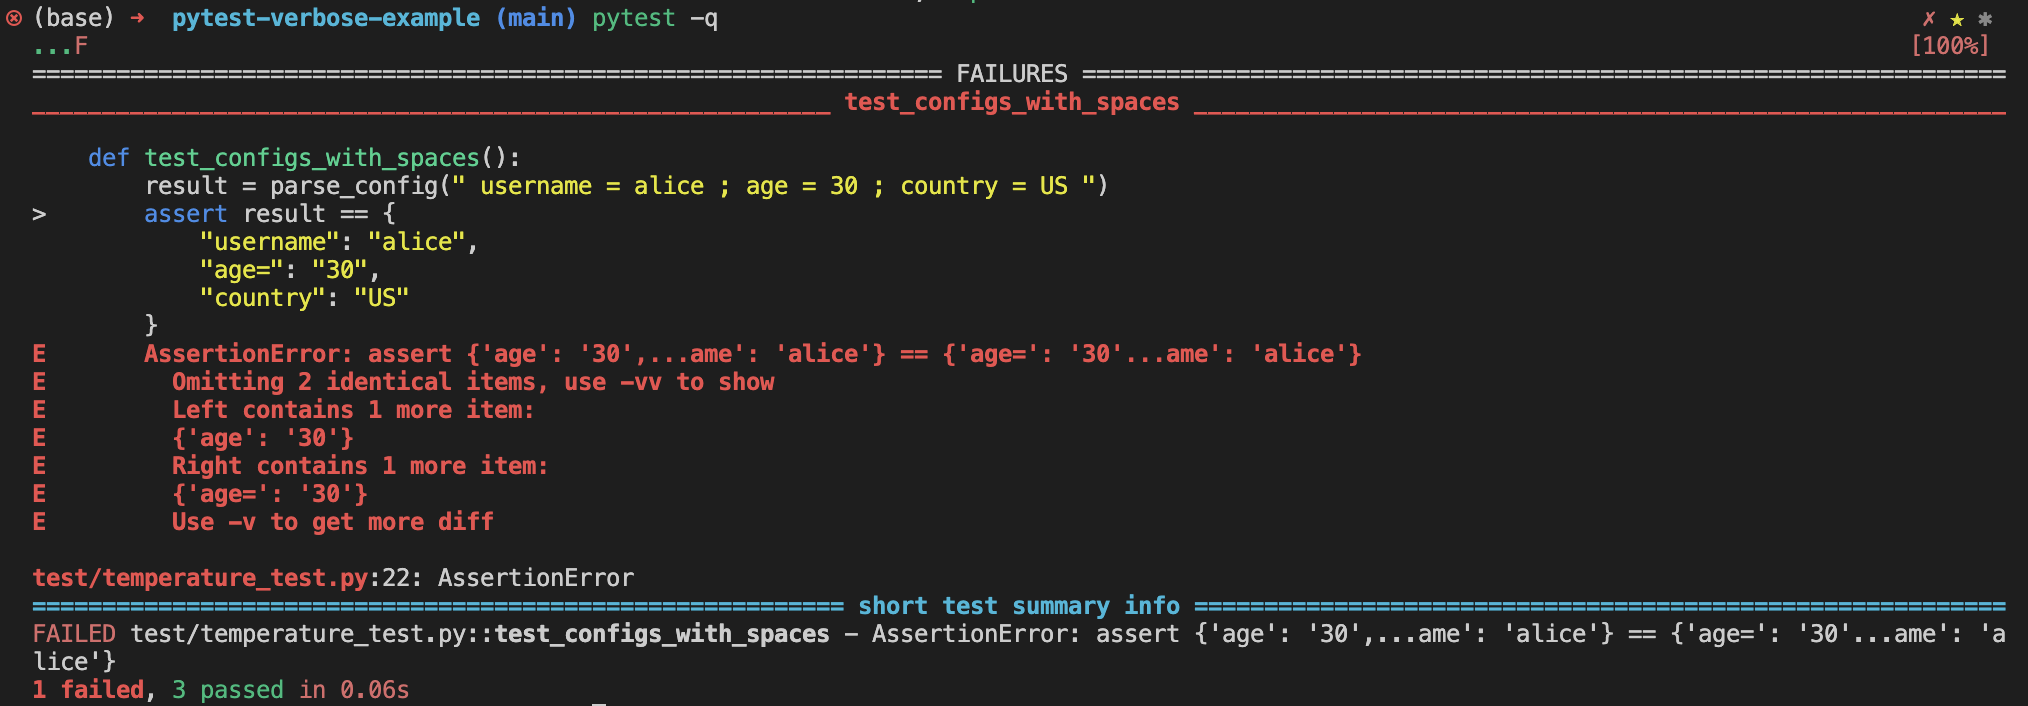 (base) ➜ pytest-verbose-example (main) pytest -q ✗ ★ ✱
...F [100%]
================================================================= FAILURES ==================================================================
_________________________________________________________ test_configs_with_spaces __________________________________________________________
def test_configs_with_spaces():
result = parse_config(" username = alice ; age = 30 ; country = US ")
> assert result == {
"username": "alice",
"age=": "30",
"country": "US"
}
E AssertionError: assert {'age': '30',...ame': 'alice'} == {'age=': '30'...ame': 'alice'}
E Omitting 2 identical items, use -vv to show
E Left contains 1 more item:
E {'age': '30'}
E Right contains 1 more item:
E {'age=': '30'}
E Use -v to get more diff
test/temperature_test.py:22: AssertionError
========================================================== short test summary info ==========================================================
FAILED test/temperature_test.py::test_configs_with_spaces - AssertionError: assert {'age': '30',...ame': 'alice'} == {'age=': '30'...ame': 'a
lice'}
1 failed, 3 passed in 0.06s